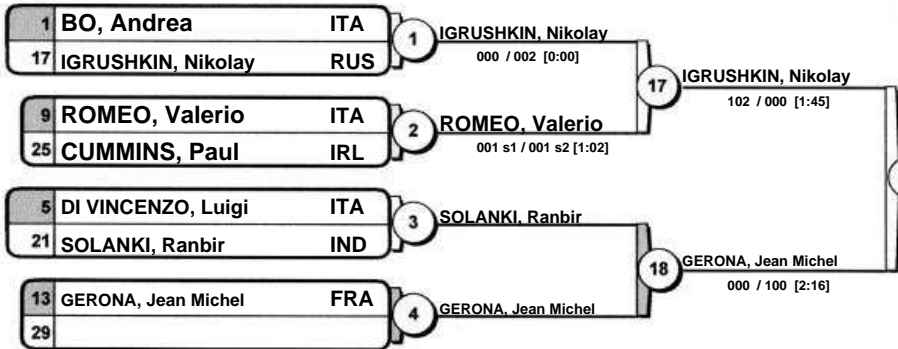 1 BO, Andrea ITA
17 IGRUSHKIN, Nikolay RUS
1
IGRUSHKIN, Nikolay
000 / 002 [0:00]
9 ROMEO, Valerio ITA
25 CUMMINS, Paul IRL
2
ROMEO, Valerio
001 s1 / 001 s2 [1:02]
17
IGRUSHKIN, Nikolay
102 / 000 [1:45]
5 DI VINCENZO, Luigi ITA
21 SOLANKI, Ranbir IND
3
SOLANKI, Ranbir
13 GERONA, Jean Michel FRA
29
4
GERONA, Jean Michel
18
GERONA, Jean Michel
000 / 100 [2:16]